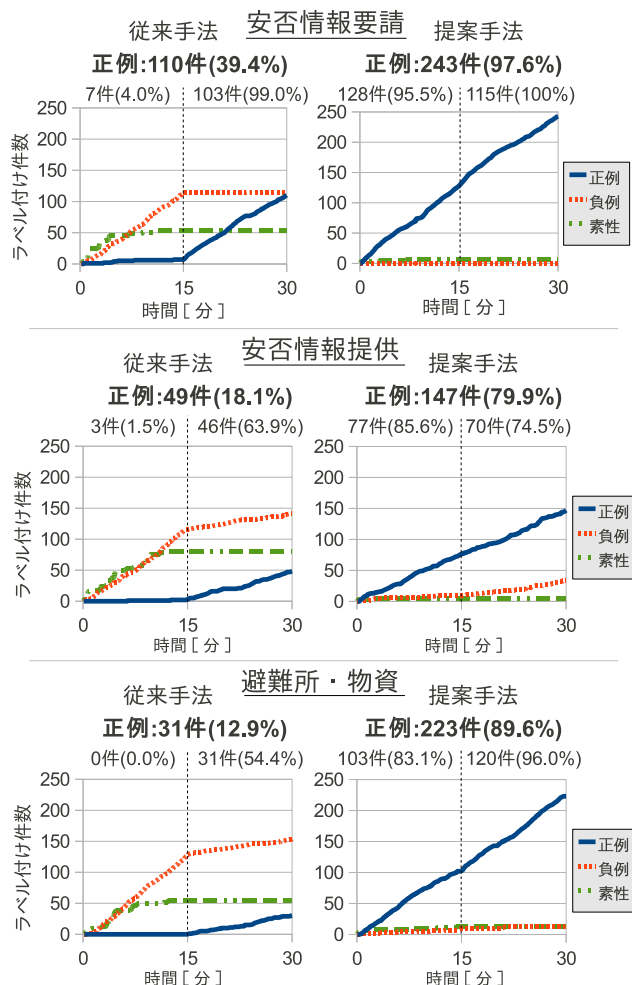 安否情報要請
従来手法 提案手法
正例:110件(39.4%) 正例:243件(97.6%)
7件(4.0%) 103件(99.0%) 128件(95.5%) 115件(100%)
250 250
200 200
150 150
100 100
50 50
0 0
0 15 30 0 15 30
ラベル付け件数
時間［分］ 時間［分］
正例
負例
素性
安否情報提供
従来手法 提案手法
正例:49件(18.1%) 正例:147件(79.9%)
3件(1.5%) 46件(63.9%) 77件(85.6%) 70件(74.5%)
250 250
200 200
150 150
100 100
50 50
0 0
0 15 30 0 15 30
ラベル付け件数
時間［分］ 時間［分］
正例
負例
素性
避難所・物資
従来手法 提案手法
正例:31件(12.9%) 正例:223件(89.6%)
0件(0.0%) 31件(54.4%) 103件(83.1%) 120件(96.0%)
250 250
200 200
150 150
100 100
50 50
0 0
0 15 30 0 15 30
ラベル付け件数
時間［分］ 時間［分］
正例
負例
素性